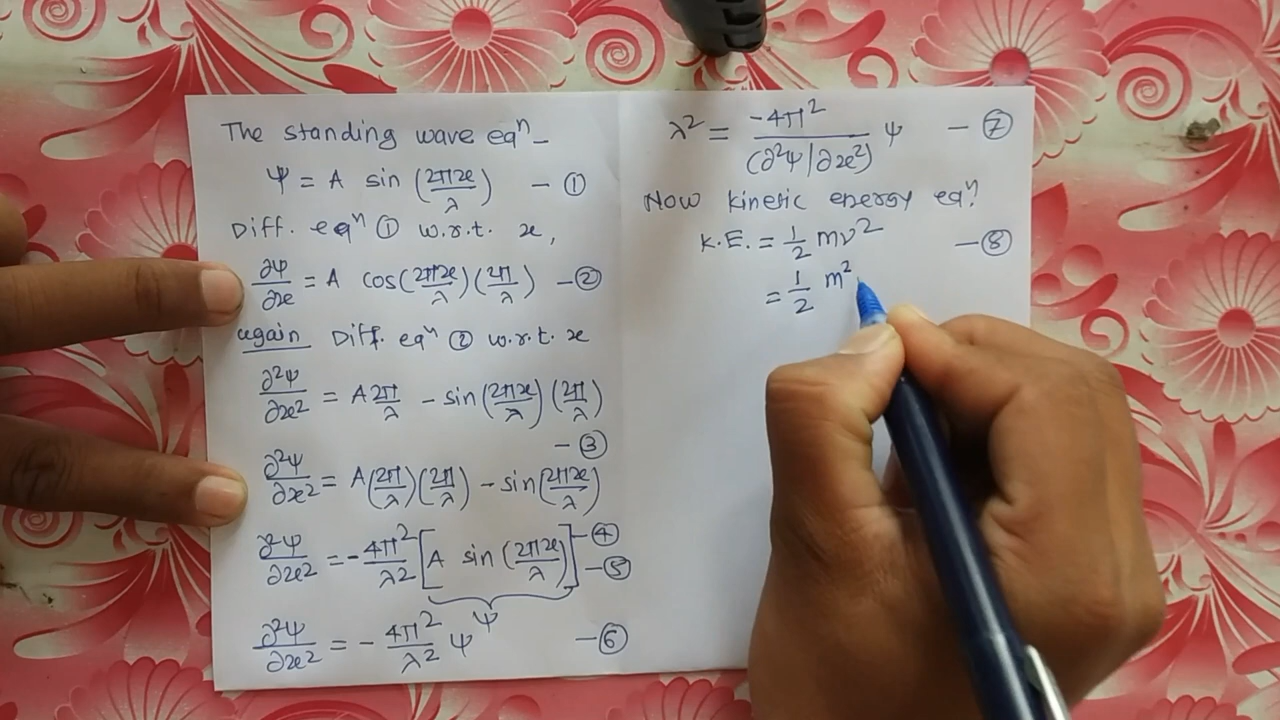 The standing wave eqⁿ –
Ψ = A sin (2πx/λ) – ①
Diff. eqⁿ ① w.r.t. x,
∂Ψ/∂x = A cos(2πx/λ)(2π/λ) – ②
again Diff. eqⁿ ② w.r.t. x
∂²Ψ/∂x² = A 2π/λ – sin(2πx/λ)(2π/λ)
– ③
∂²Ψ/∂x² = A(2π/λ)(2π/λ) – sin(2πx/λ)
– ④
∂²Ψ/∂x² = – 4π²/λ² [A sin (2πx/λ)] – ⑤
Ψ
∂²Ψ/∂x² = – 4π²/λ² Ψ – ⑥
λ² = –4π²/(∂²Ψ/∂x²) Ψ – ⑦
Now kinetic energy eqⁿ.
K.E. = 1/2 mv² – ⑧
= 1/2 m²